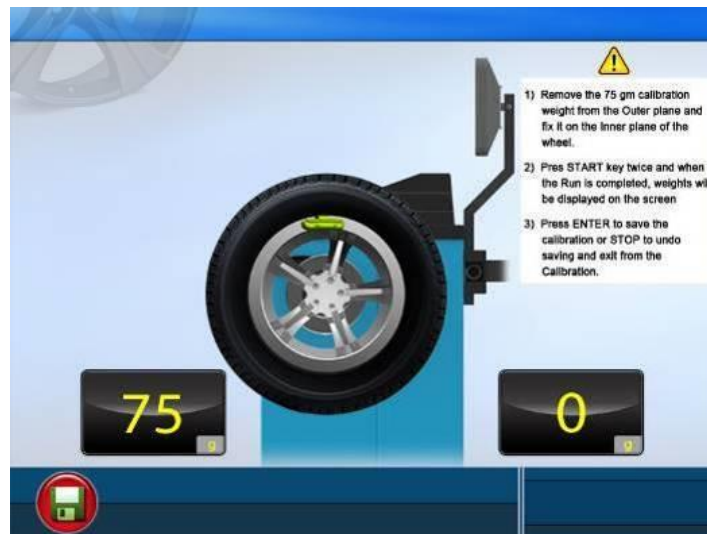 1) Remove the 75 gm calibration
weight from the Outer plane and
fix it on the Inner plane of the
wheel.
2) Pres START key twice and when
the Run is completed, weights wi
be displayed on the screen
3) Press ENTER to save the
calibration or STOP to undo
saving and exit from the
Calibration.
75
g
0
g